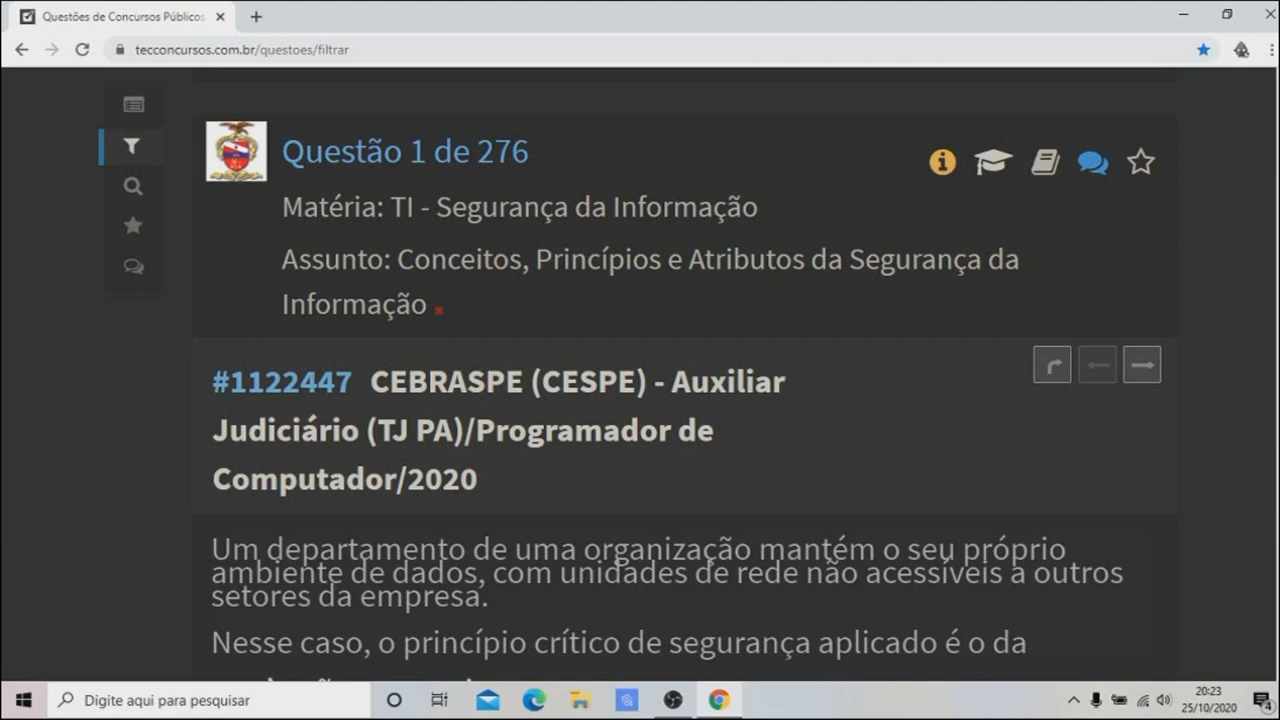 Questões de Concursos Públicos
tecconcursos.com.br/questoes/filtrar
Questão 1 de 276
Matéria: TI - Segurança da Informação
Assunto: Conceitos, Princípios e Atributos da Segurança da
Informação
#1122447 CEBRASPE (CESPE) - Auxiliar
Judiciário (TJ PA)/Programador de
Computador/2020
Um departamento de uma organização mantém o seu próprio
ambiente de dados, com unidades de rede não acessíveis a outros
setores da empresa.
Nesse caso, o princípio crítico de segurança aplicado é o da
Digite aqui para pesquisar
20:23
25/10/2020
4